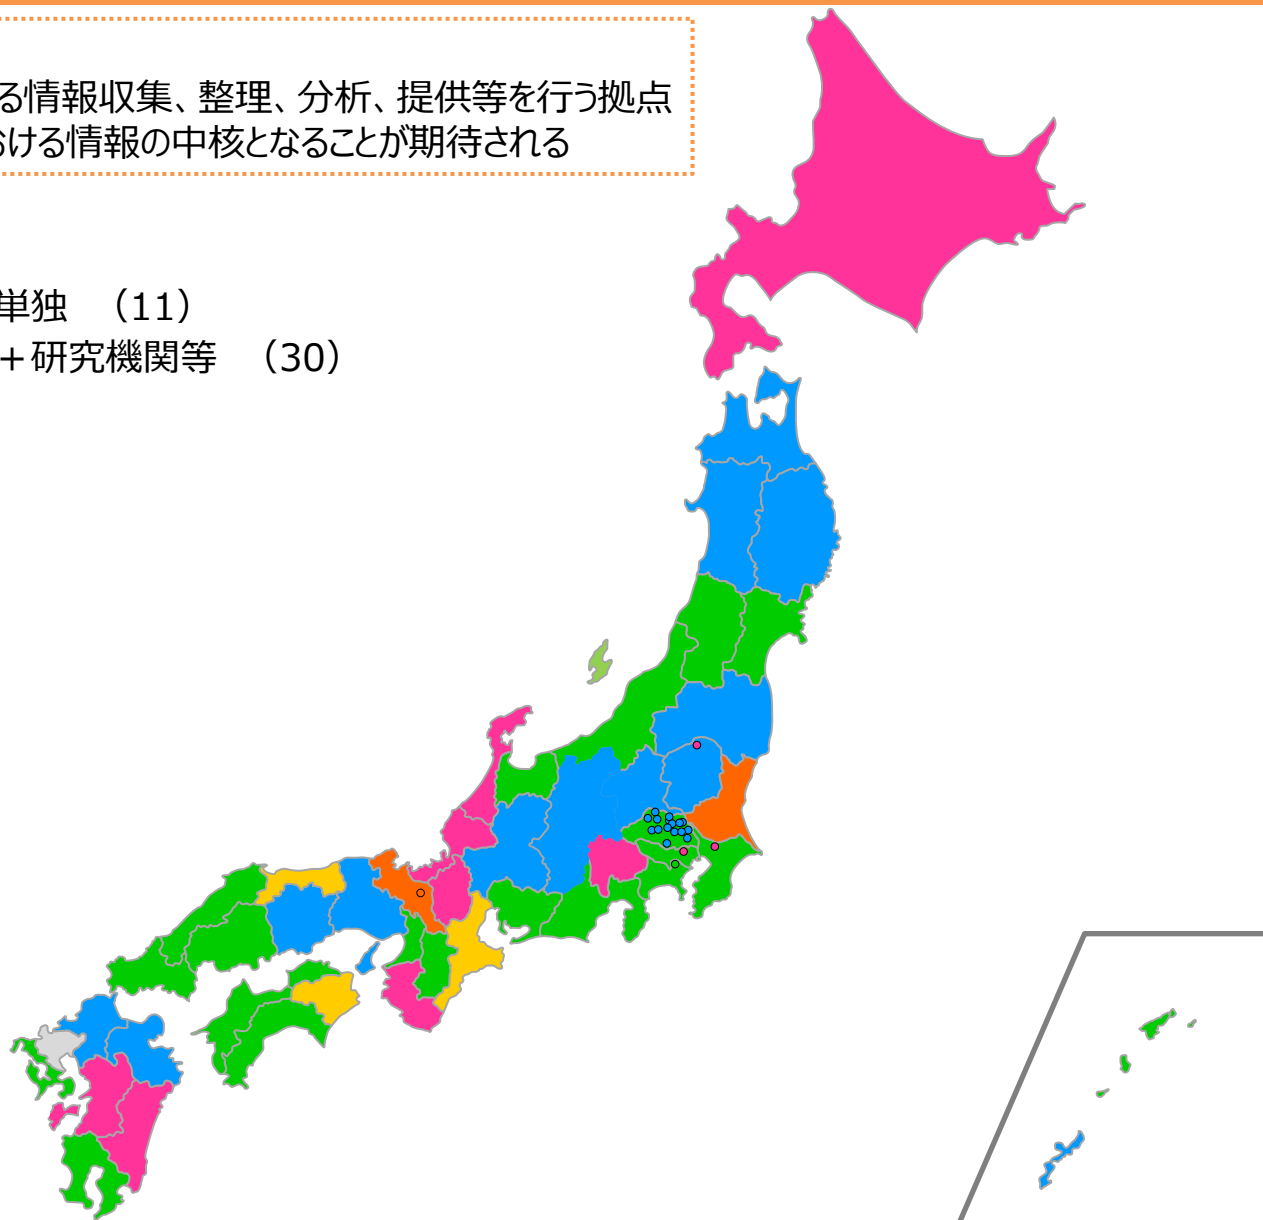 る情報収集、整理、分析、提供等を行う拠点
おける情報の中核となることが期待される
単独 （11）
＋研究機関等 （30）